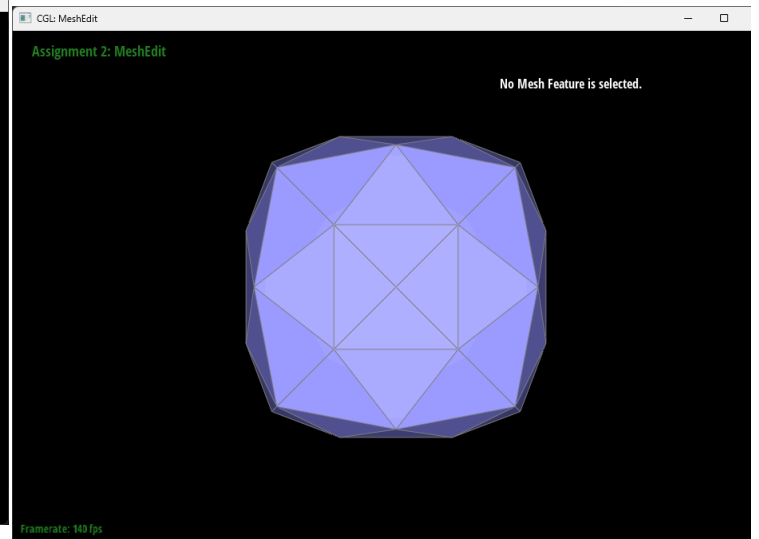 CGL: MeshEdit
Assignment 2: MeshEdit
No Mesh Feature is selected.
Framerate: 140 fps